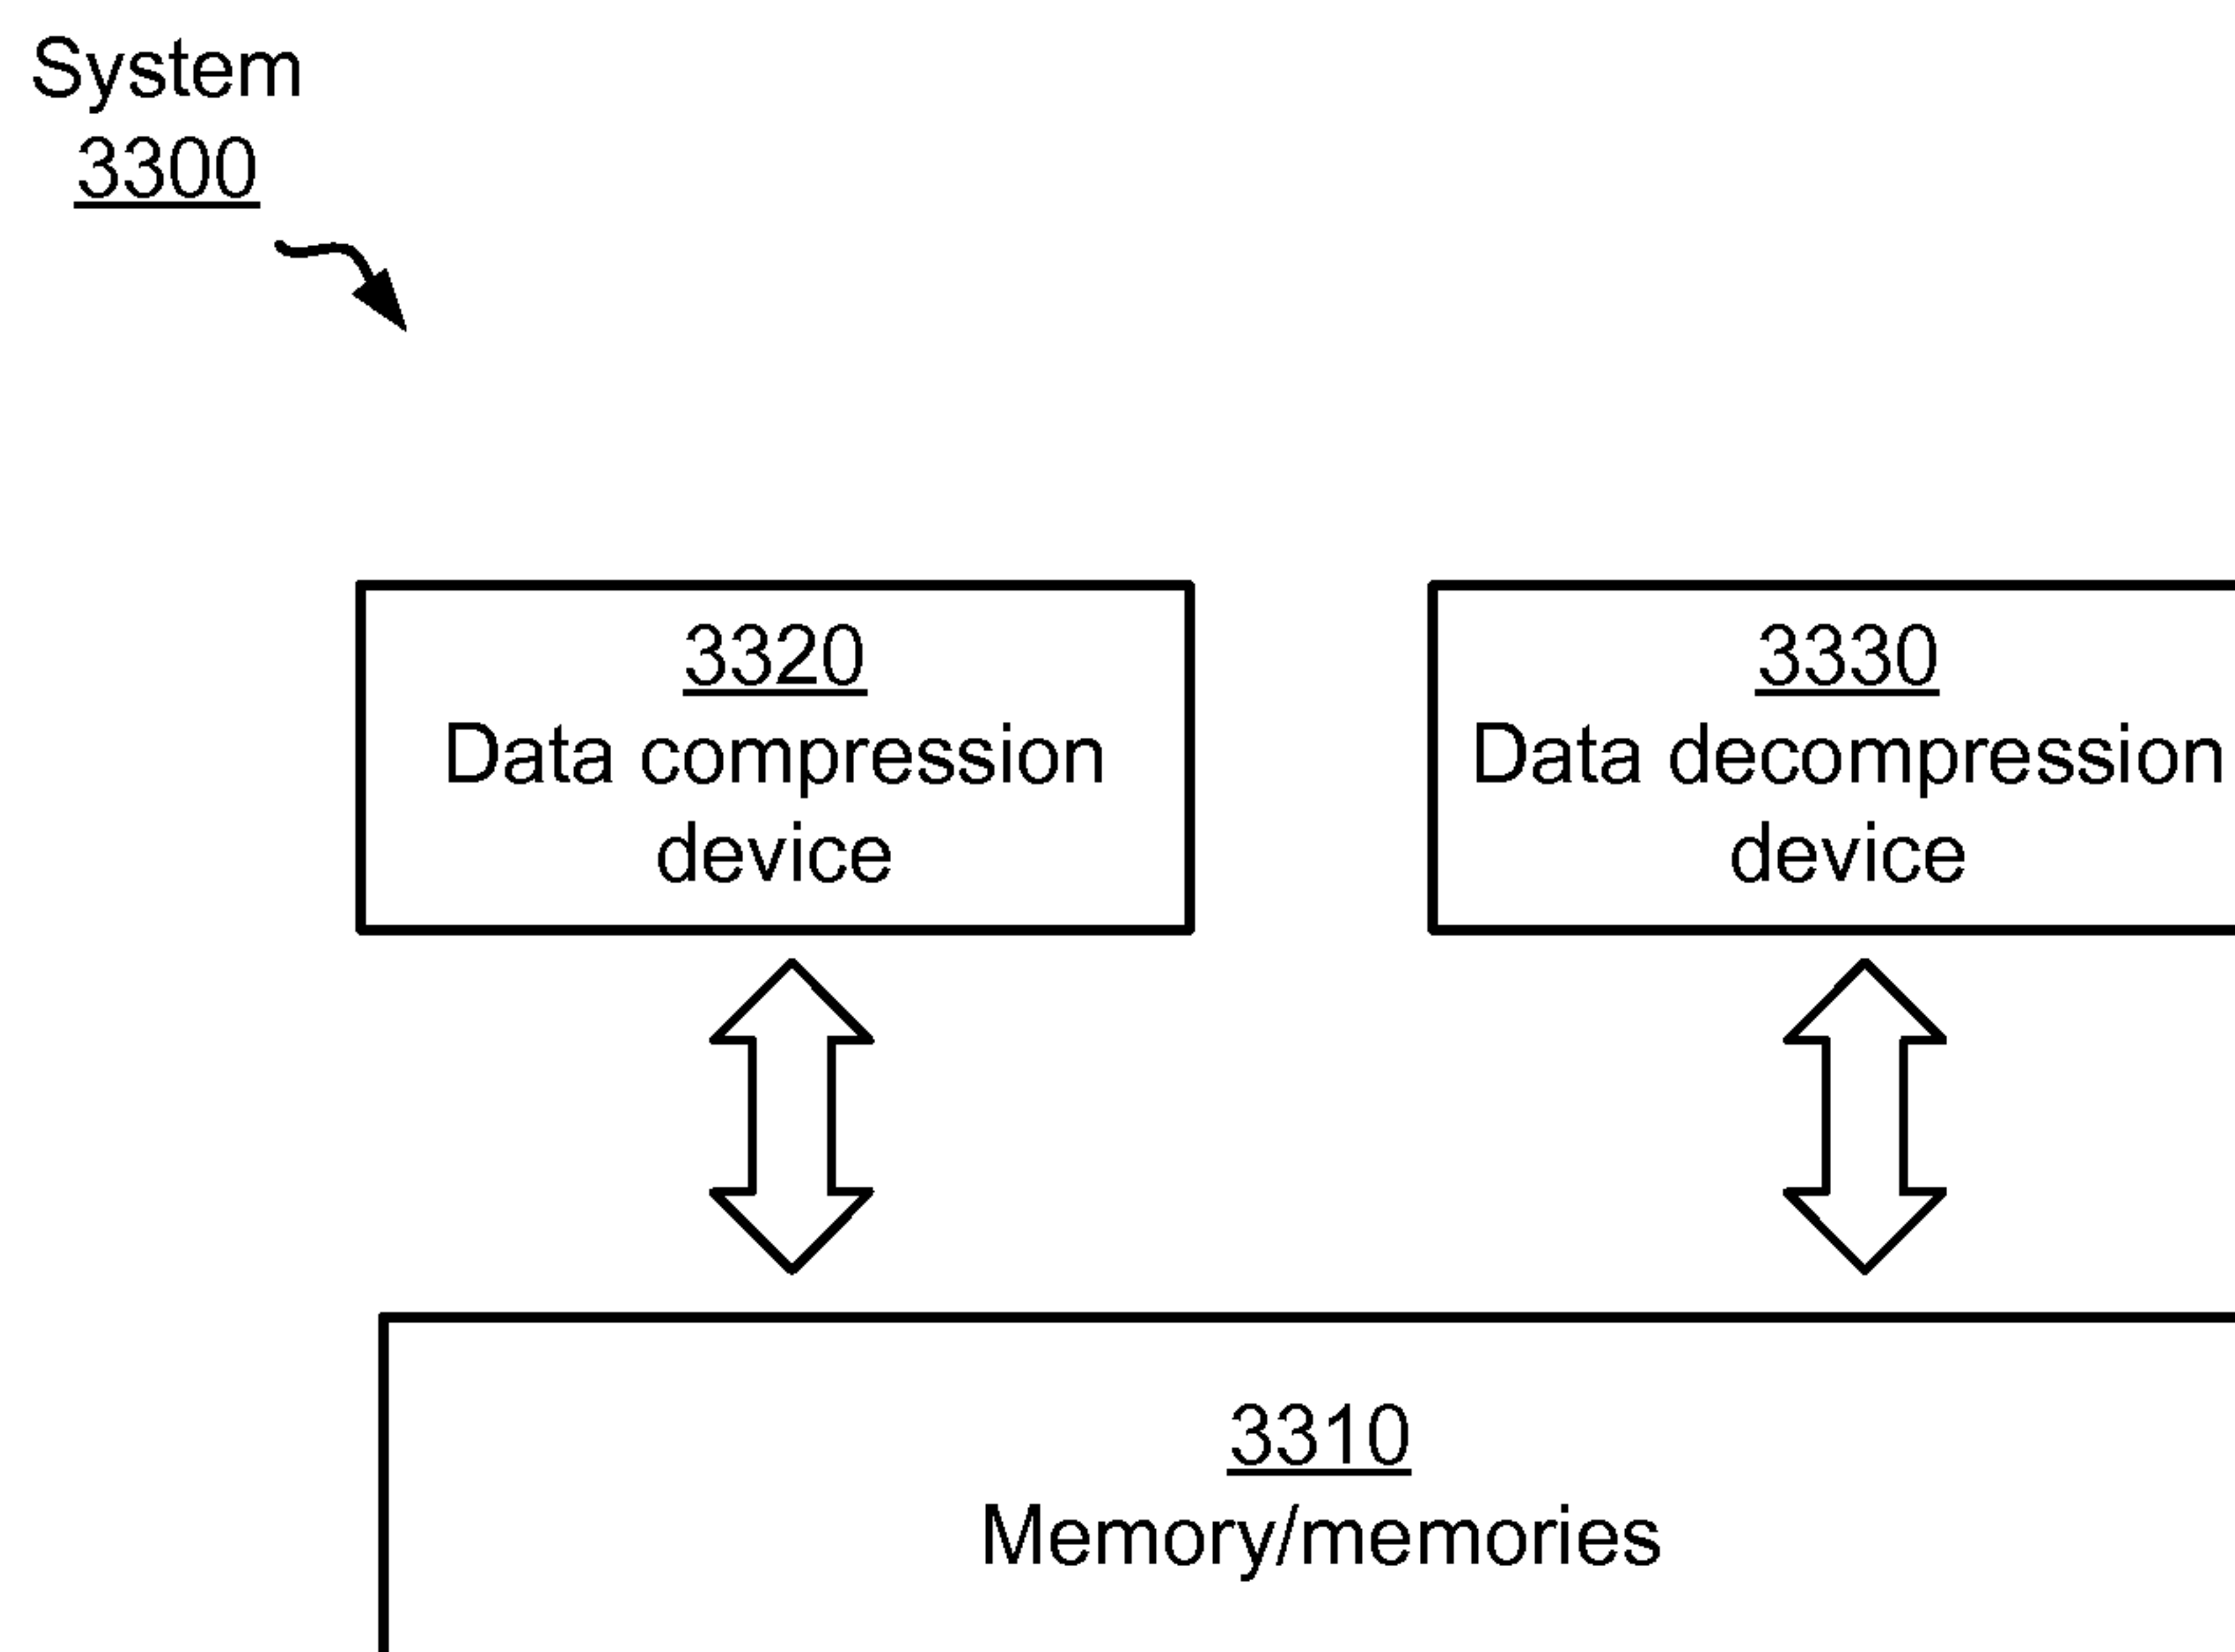 System
3300
3320
Data compression
device
3330
Data decompression
device
3310
Memory/memories